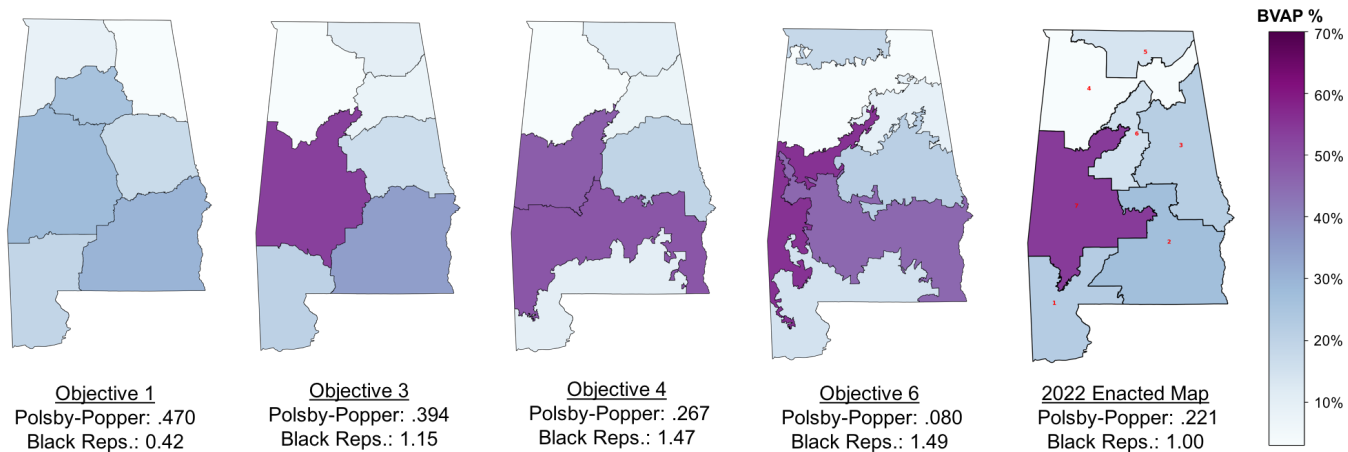 BVAP %
70%
60%
50%
40%
30%
20%
10%
5
4
6
3
2
1
Objective 1
Polsby-Popper: .470
Black Reps.: 0.42
Objective 3
Polsby-Popper: .394
Black Reps.: 1.15
Objective 4
Polsby-Popper: .267
Black Reps.: 1.47
Objective 6
Polsby-Popper: .080
Black Reps.: 1.49
2022 Enacted Map
Polsby-Popper: .221
Black Reps.: 1.00